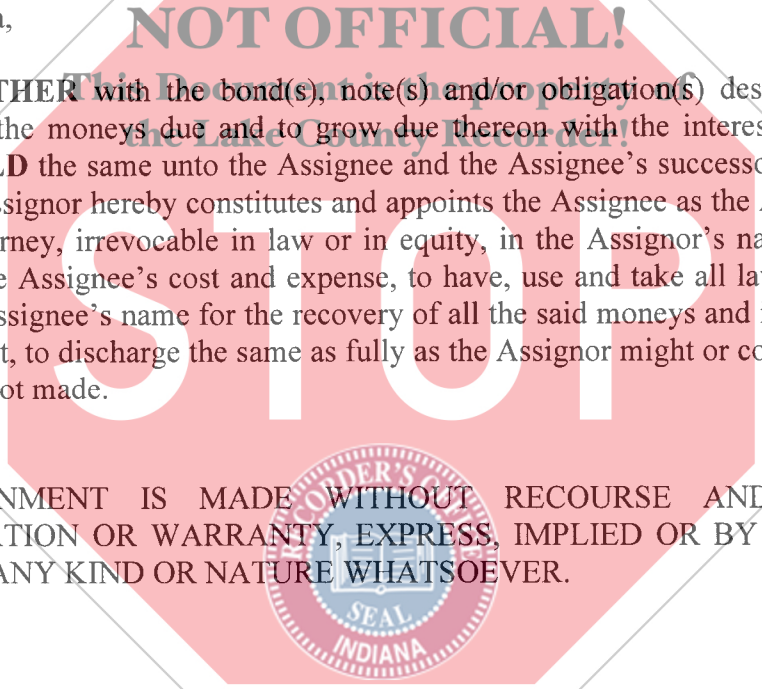 a,
NOT OFFICIAL!
This Document is the property of
THER with the bond(s), note(s) and/or obligation(s) des
the Lake County Recorder!
the moneys due and to grow due thereon with the interes
LD the same unto the Assignee and the Assignee's successo
ssignor hereby constitutes and appoints the Assignee as the A
rney, irrevocable in law or in equity, in the Assignor's na
e Assignee's cost and expense, to have, use and take all la
ssignee's name for the recovery of all the said moneys and
t, to discharge the same as fully as the Assignor might or co
ot made.
STOP
NMENT IS MADE WITHOUT RECOURSE AND
TION OR WARRANTY, EXPRESS, IMPLIED OR BY
ANY KIND OR NATURE WHATSOEVER.
RECORDER'S OFFICE
SEAL
INDIANA